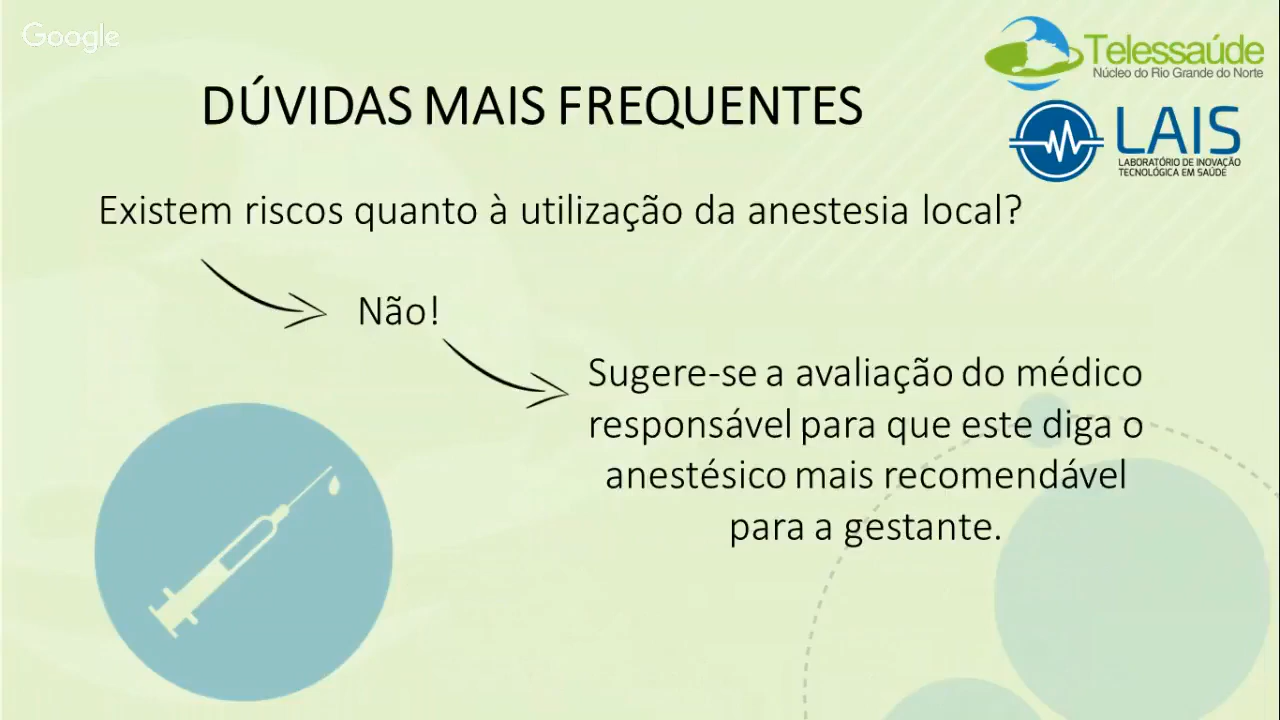 Google
Telessaúde
Núcleo do Rio Grande do Norte
DÚVIDAS MAIS FREQUENTES
LAIS
LABORATÓRIO DE INOVAÇÃO
TECNOLÓGICA EM SAÚDE
Existem riscos quanto à utilização da anestesia local?
Não!
Sugere-se a avaliação do médico
responsável para que este diga o
anestésico mais recomendável
para a gestante.